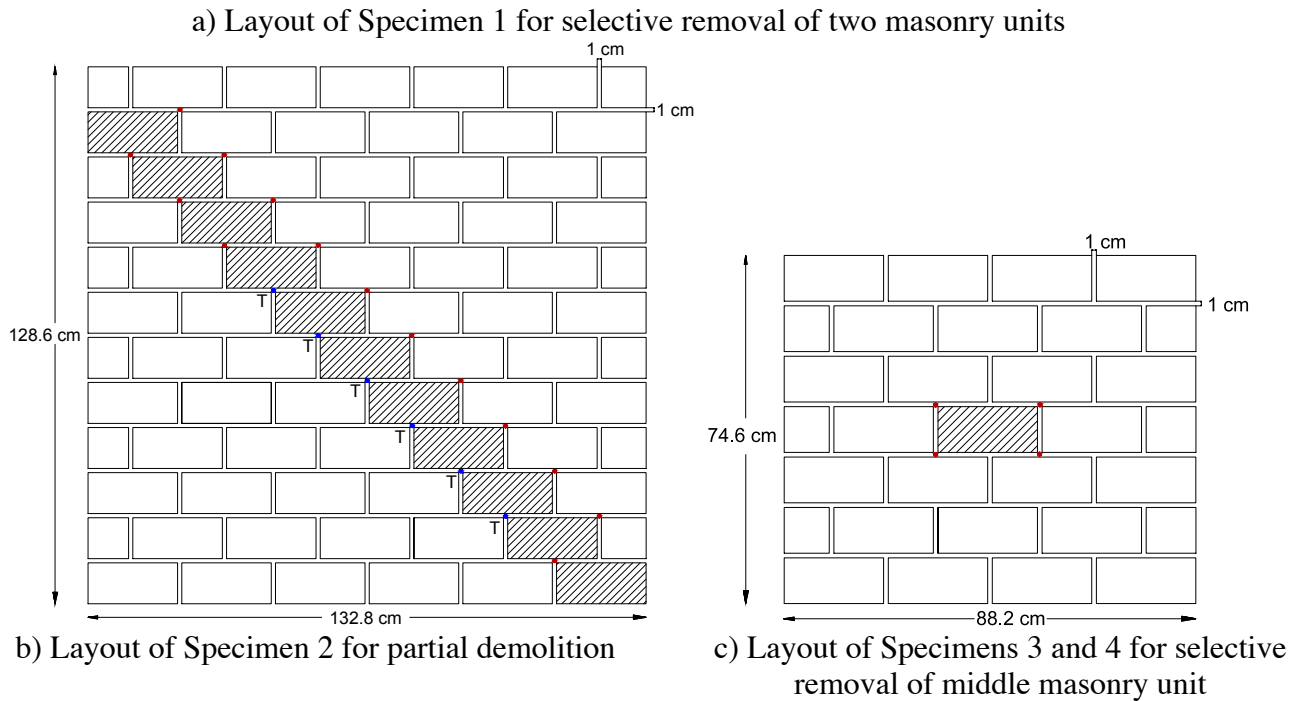 a) Layout of Specimen 1 for selective removal of two masonry units
1 cm
1 cm
128.6 cm
T
T
T
T
T
T
132.8 cm
b) Layout of Specimen 2 for partial demolition
1 cm
1 cm
74.6 cm
88.2 cm
c) Layout of Specimens 3 and 4 for selective
removal of middle masonry unit